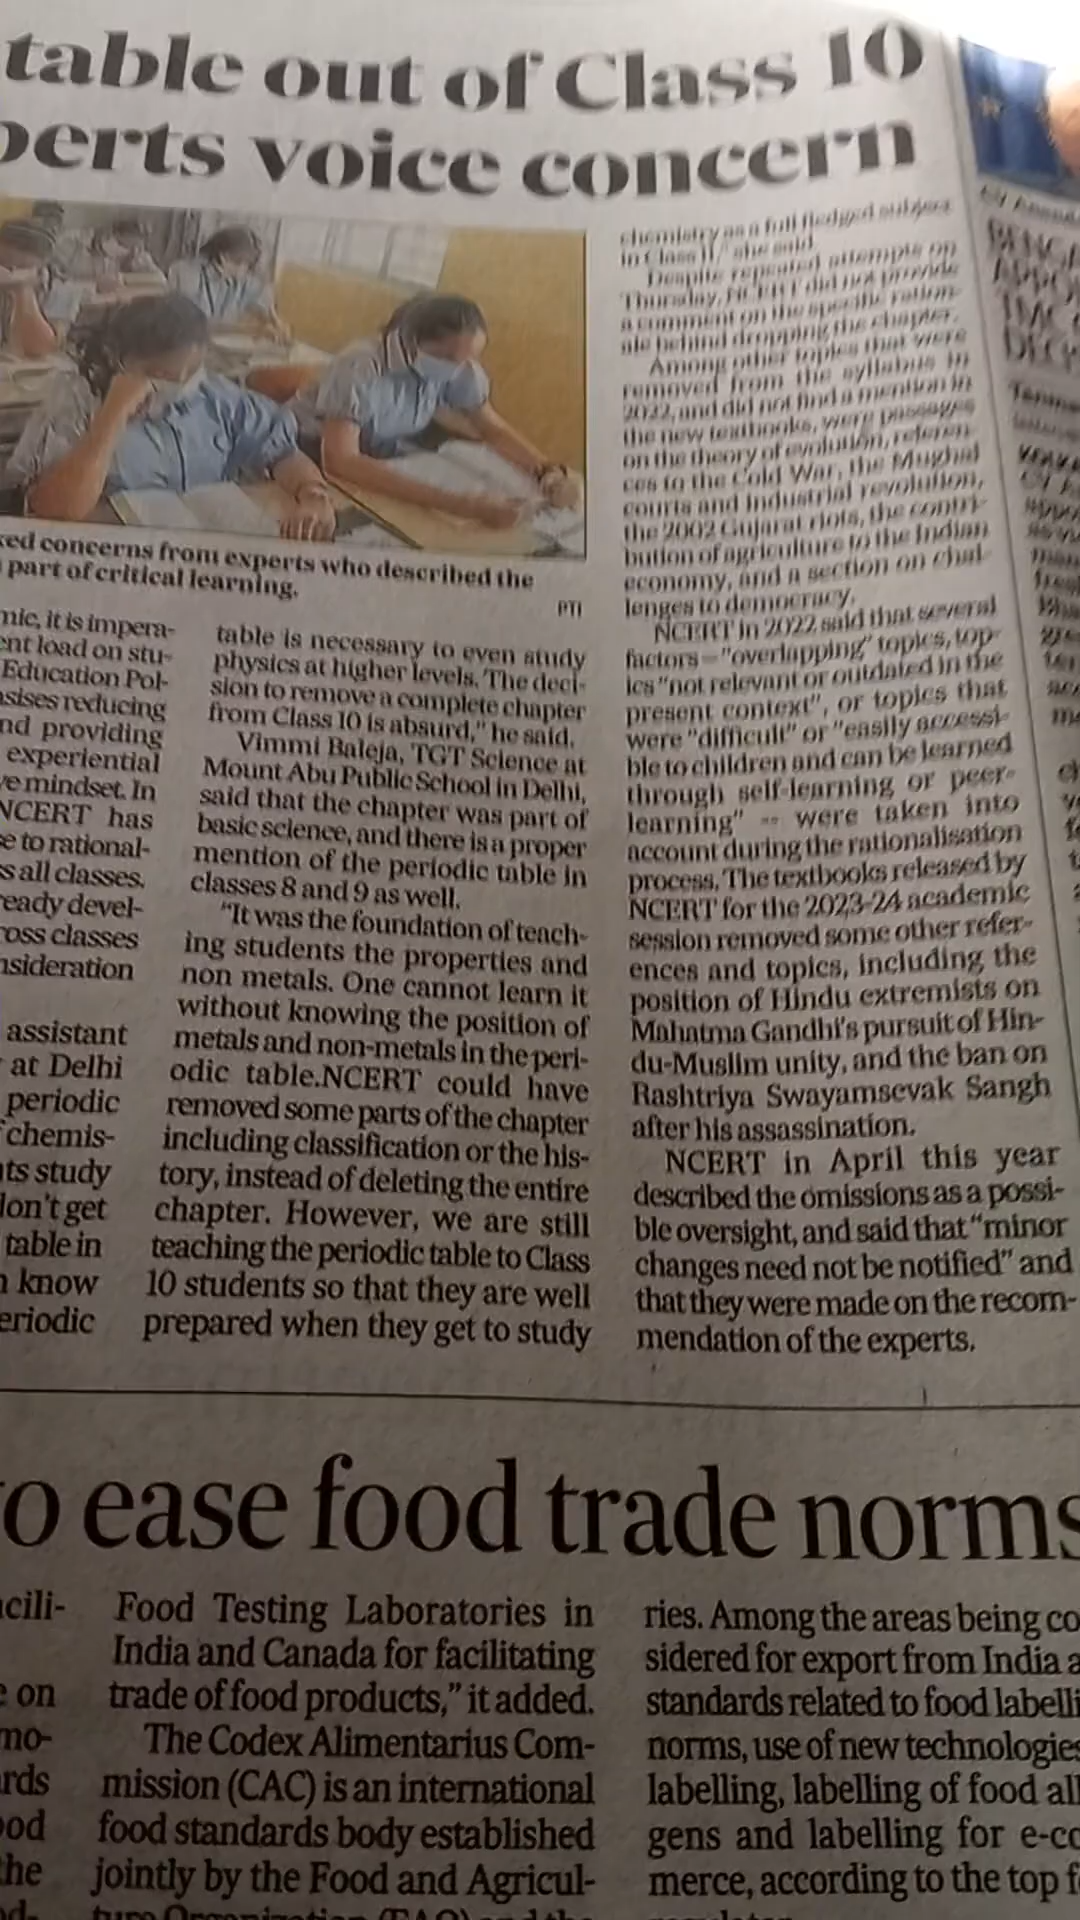 table out of Class 10
perts voice concern
ked concerns from experts who described the
part of critical learning.
PTI
mic, it is impera-
ent load on stu-
Education Pol-
asises reducing
nd providing
experiential
ve mindset. In
NCERT has
e to rational-
ss all classes.
ready devel-
ross classes
nsideration
assistant
at Delhi
periodic
f chemis-
nts study
don't get
table in
n know
eriodic
table is necessary to even study
physics at higher levels. The deci-
sion to remove a complete chapter
from Class 10 is absurd," he said.
Vimmi Baleja, TGT Science at
Mount Abu Public School in Delhi,
said that the chapter was part of
basic science, and there is a proper
mention of the periodic table in
classes 8 and 9 as well.
"It was the foundation of teach-
ing students the properties and
non metals. One cannot learn it
without knowing the position of
metals and non-metals in the peri-
odic table.NCERT could have
removed some parts of the chapter
including classification or the his-
tory, instead of deleting the entire
chapter. However, we are still
teaching the periodic table to Class
10 students so that they are well
prepared when they get to study
chemistry as a full fledged subject
in Class 11," she said.
Despite repeated attempts on
Thursday, NCERT did not provide
a comment on the specific ration-
ale behind dropping the chapter.
Among other topics that were
removed from the syllabus in
2022, and did not find a mention in
the new textbooks, were passages
on the theory of evolution, referen-
ces to the Cold War, the Mughal
courts and industrial revolution,
the 2002 Gujarat riots, the contri-
bution of agriculture to the Indian
economy, and a section on chal-
lenges to democracy.
NCERT in 2022 said that several
factors – "overlapping" topics, top-
ics "not relevant or outdated in the
present context", or topics that
were "difficult" or "easily accessi-
ble to children and can be learned
through self-learning or peer-
learning" -- were taken into
account during the rationalisation
process. The textbooks released by
NCERT for the 2023-24 academic
session removed some other refer-
ences and topics, including the
position of Hindu extremists on
Mahatma Gandhi's pursuit of Hin-
du-Muslim unity, and the ban on
Rashtriya Swayamsevak Sangh
after his assassination.
NCERT in April this year
described the omissions as a possi-
ble oversight, and said that "minor
changes need not be notified" and
that they were made on the recom-
mendation of the experts.
o ease food trade norms
acili-
e on
mo-
ards
ood
the
Food Testing Laboratories in
India and Canada for facilitating
trade of food products," it added.
The Codex Alimentarius Com-
mission (CAC) is an international
food standards body established
jointly by the Food and Agricul-
ture Organization (FAO) and the
ries. Among the areas being co
sidered for export from India a
standards related to food labelli
norms, use of new technologies
labelling, labelling of food all
gens and labelling for e-co
merce, according to the top f